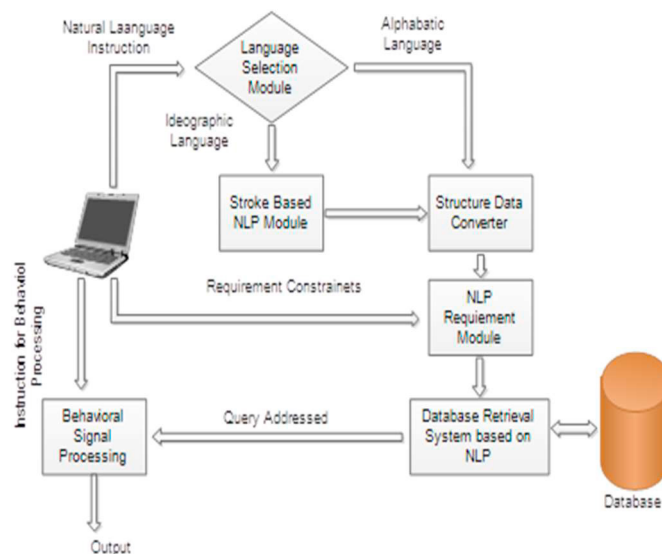 Natural Laanguage
Instruction
Language
Selection
Module
Alphabatic
Language
Ideographic
Language
Stroke Based
NLP Module
Structure Data
Converter
Requirement Constrainets
NLP
Requiement
Module
Instruction for Behaviol
Processing
Behavioral
Signal
Processing
Query Addressed
Database Retrieval
System based on
NLP
Database
Output